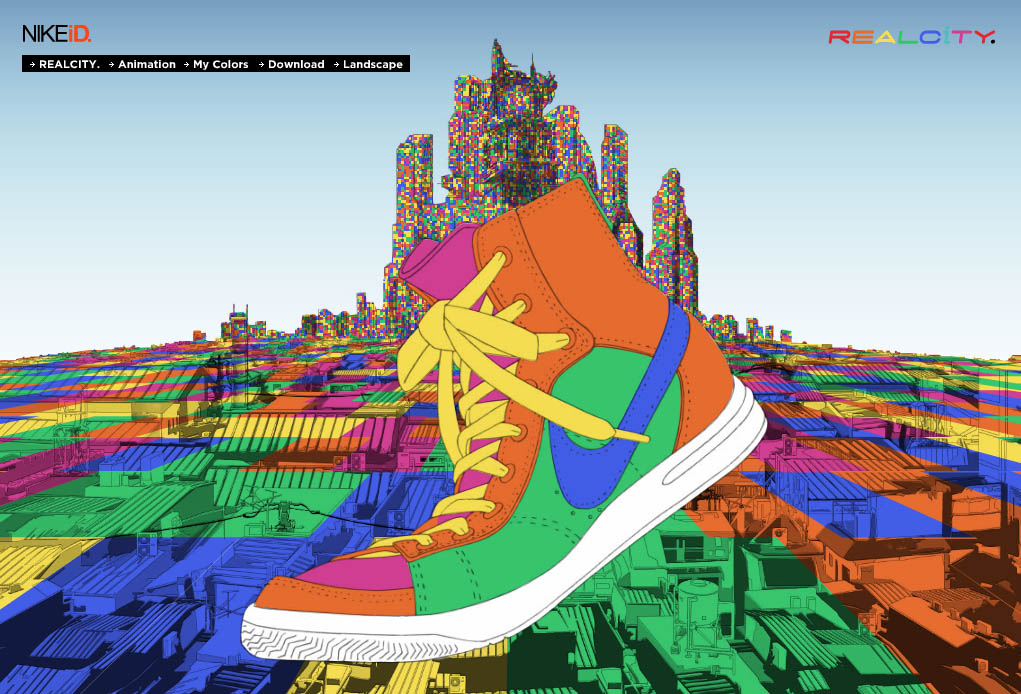 NIKEiD.
REALCITY.
→ REALCITY. → Animation → My Colors → Download → Landscape